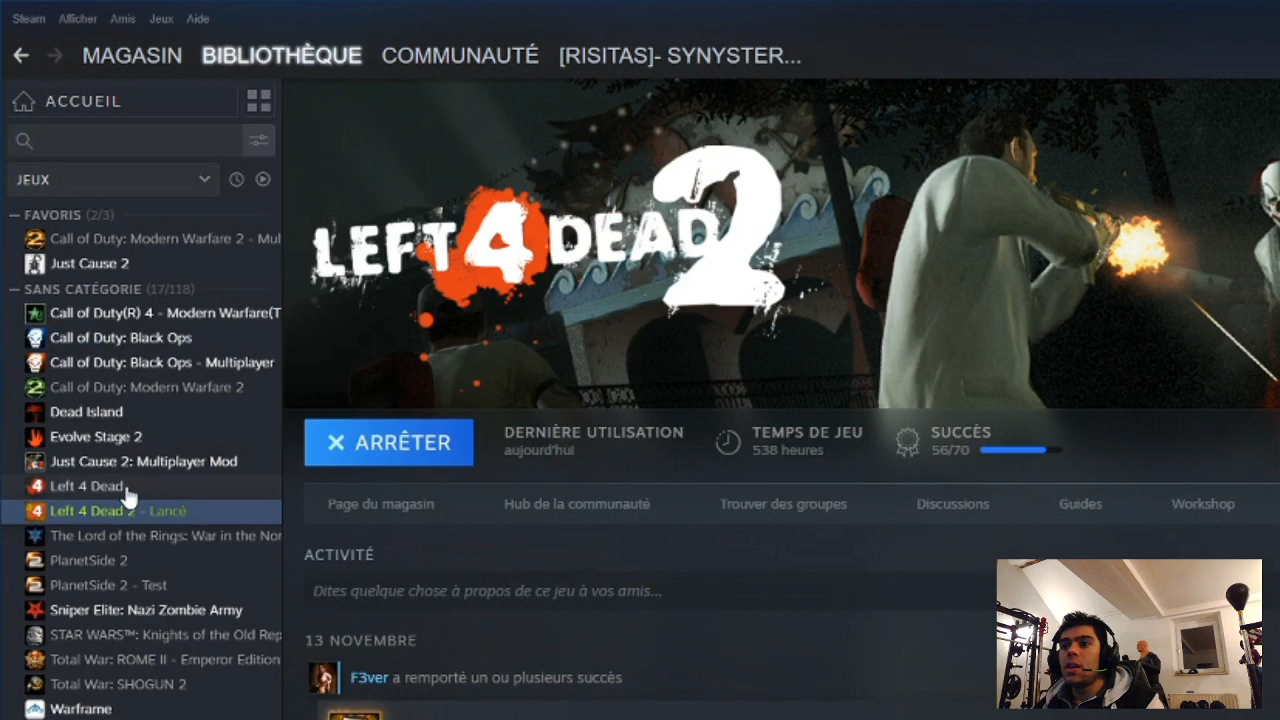 Steam Afficher Amis Jeux Aide
MAGASIN BIBLIOTHÈQUE COMMUNAUTÉ [RISITAS]- SYNYSTER...
ACCUEIL
JEUX
FAVORIS (2/3)
Call of Duty: Modern Warfare 2 - Mul
Just Cause 2
SANS CATÉGORIE (17/118)
Call of Duty(R) 4 - Modern Warfare(T
Call of Duty: Black Ops
Call of Duty: Black Ops - Multiplayer
Call of Duty: Modern Warfare 2
Dead Island
Evolve Stage 2
Just Cause 2: Multiplayer Mod
Left 4 Dead
Left 4 Dead 2 - Lancé
The Lord of the Rings: War in the Nor
PlanetSide 2
PlanetSide 2 - Test
Sniper Elite: Nazi Zombie Army
STAR WARS™: Knights of the Old Rep
Total War: ROME II - Emperor Edition
Total War: SHOGUN 2
Warframe
LEFT 4 DEAD 2
ARRÊTER
DERNIÈRE UTILISATION
aujourd'hui
TEMPS DE JEU
538 heures
SUCCÈS
56/70
Page du magasin Hub de la communauté Trouver des groupes Discussions Guides Workshop
ACTIVITÉ
Dites quelque chose à propos de ce jeu à vos amis...
13 NOVEMBRE
F3ver a remporté un ou plusieurs succès